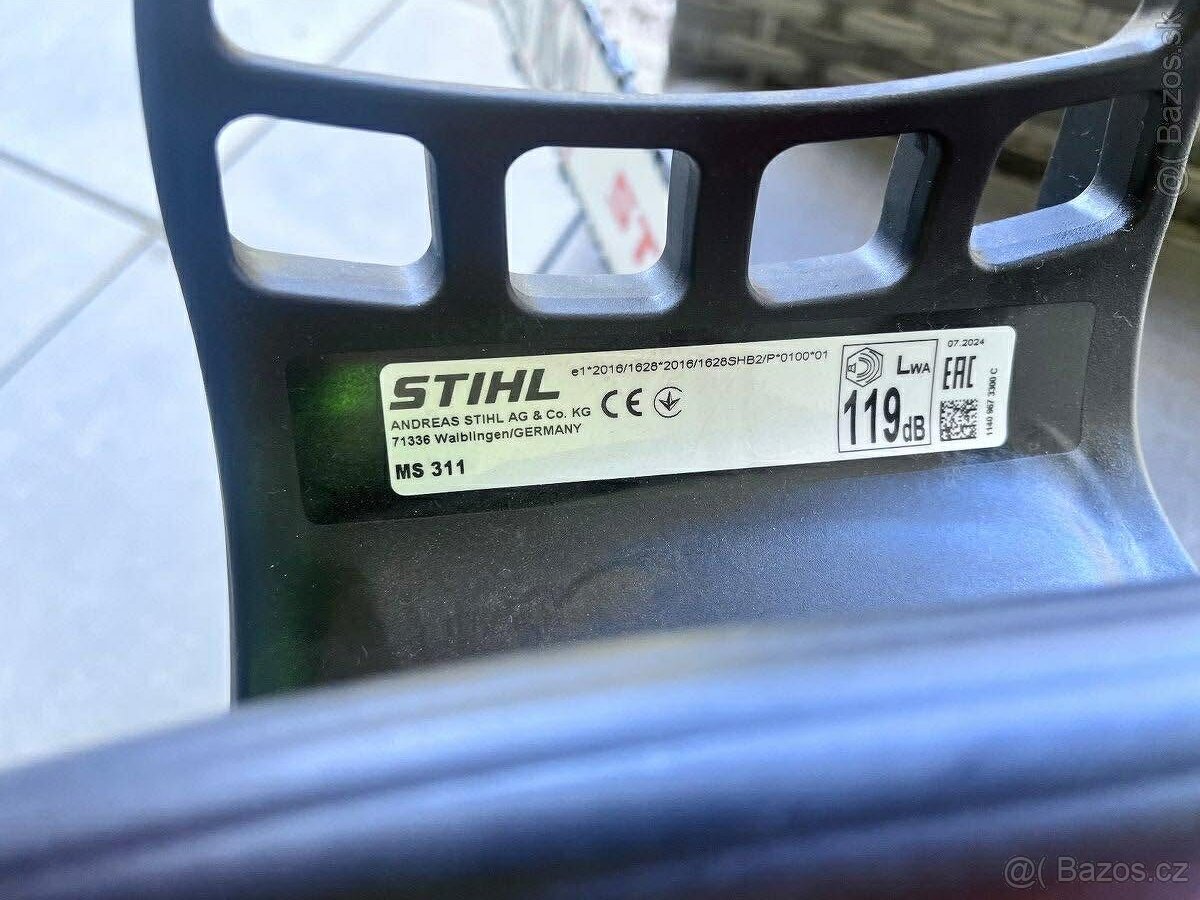 STIHL
e1*2016/1628*2016/1628SHB2/P*0100*01
ANDREAS STIHL AG & Co. KG
71336 Waiblingen/GERMANY
CE
MS 311
LWA
119dB
07.2024
EAC
1140 967 3300 C
ST
@( Bazos.sk
@( Bazos.cz